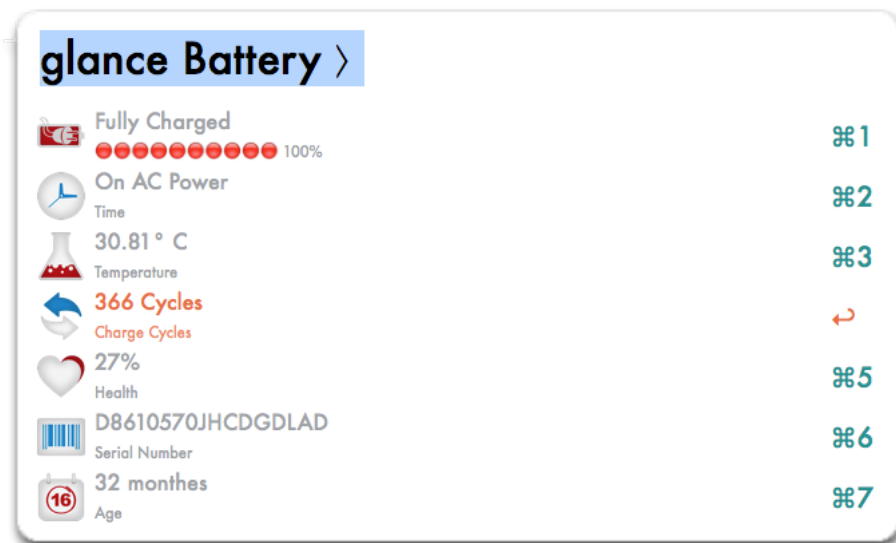 glance Battery 〉
Fully Charged
100%
⌘1
On AC Power
Time
⌘2
30.81° C
Temperature
⌘3
366 Cycles
Charge Cycles
↩
27%
Health
⌘5
D8610570JHCDGDLAD
Serial Number
⌘6
16
32 monthes
Age
⌘7